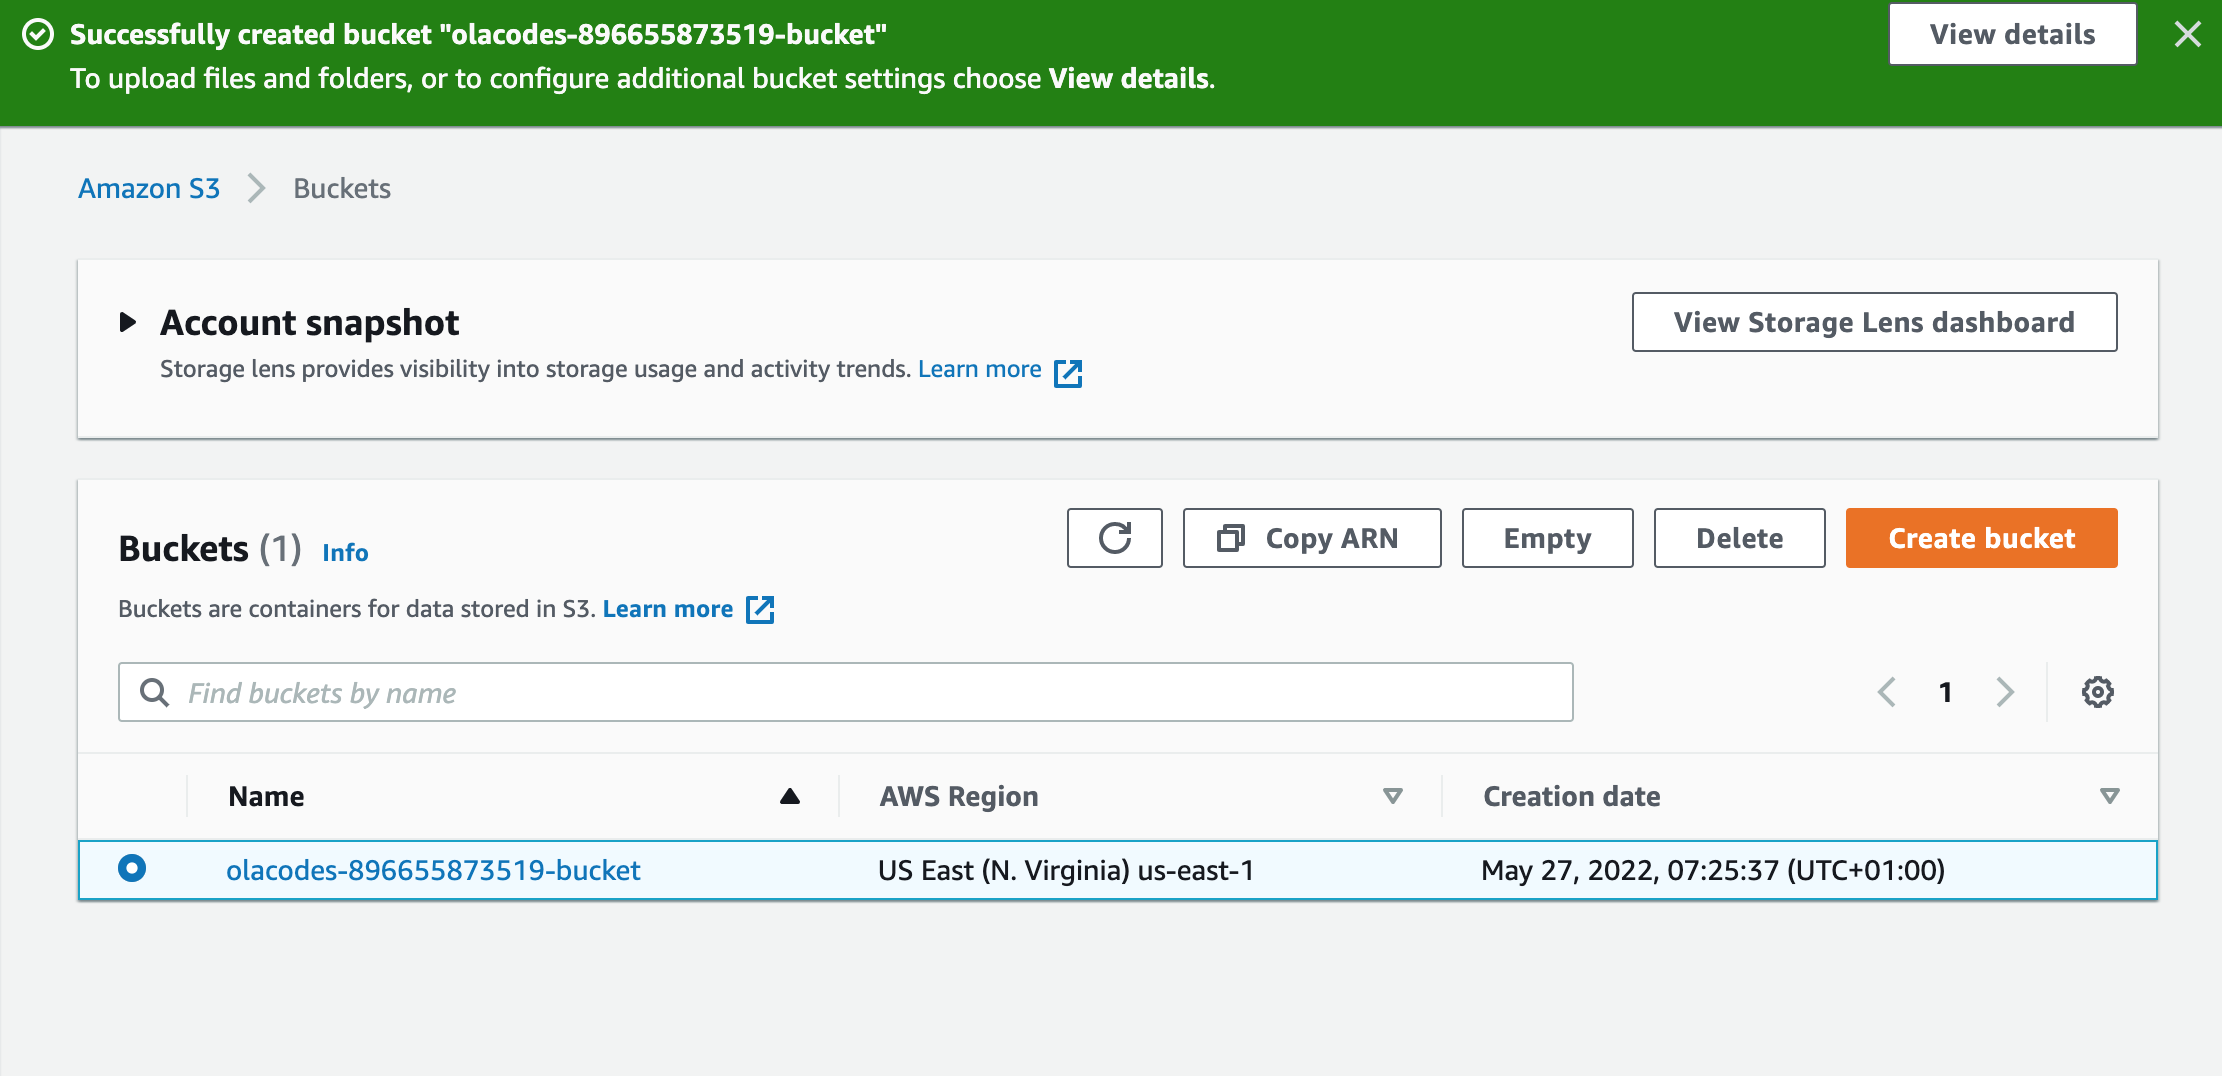 Successfully created bucket "olacodes-896655873519-bucket"
View details
To upload files and folders, or to configure additional bucket settings choose View details.
Amazon S3 Buckets
Account snapshot
View Storage Lens dashboard
Storage lens provides visibility into storage usage and activity trends. Learn more
Buckets (1) Info
Copy ARN Empty Delete Create bucket
Buckets are containers for data stored in S3. Learn more
Find buckets by name
1
Name AWS Region Creation date
olacodes-896655873519-bucket US East (N. Virginia) us-east-1 May 27, 2022, 07:25:37 (UTC+01:00)